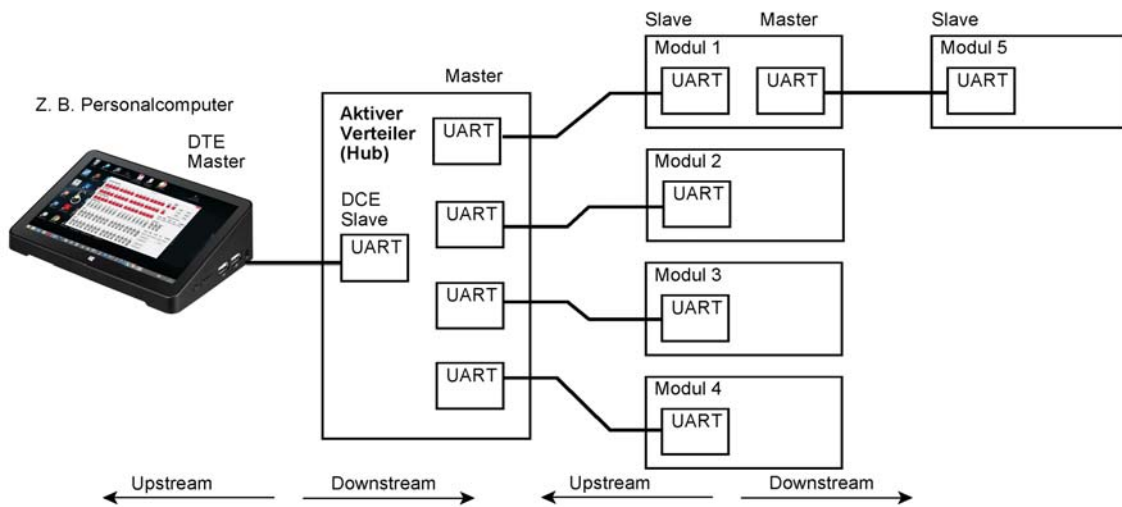 Z. B. Personalcomputer
DTE
Master
Master
Aktiver
Verteiler
(Hub)
DCE
Slave
UART
UART
UART
UART
UART
Slave
Master
Modul 1
UART
UART
Slave
Modul 5
UART
Modul 2
UART
Modul 3
UART
Modul 4
UART
Upstream
Downstream
Upstream
Downstream